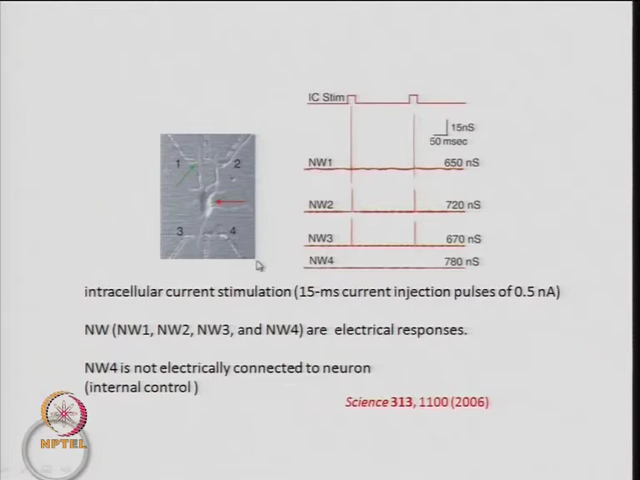 IC Stim
15nS
50 msec
1
2
NW1
650 nS
NW2
720 nS
3
4
NW3
670 nS
NW4
780 nS
intracellular current stimulation (15-ms current injection pulses of 0.5 nA)
NW (NW1, NW2, NW3, and NW4) are electrical responses.
NW4 is not electrically connected to neuron
(internal control )
Science 313, 1100 (2006)
NPTEL